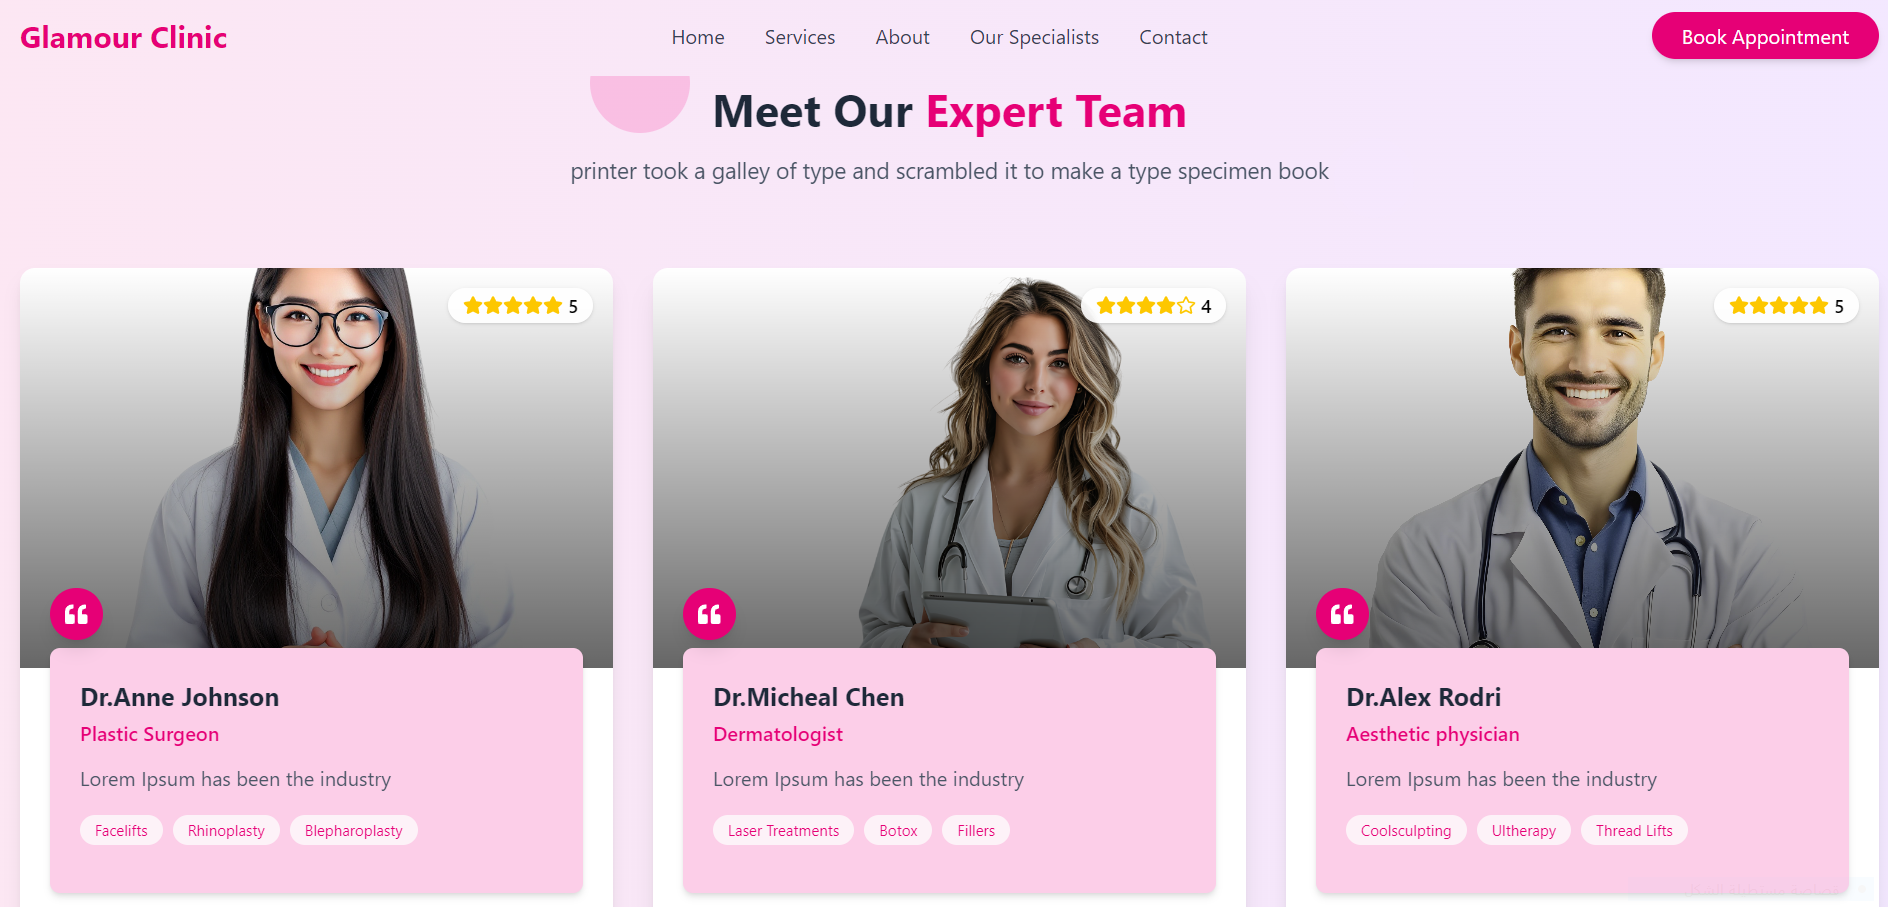 Glamour Clinic
Home Services About Our Specialists Contact
Book Appointment
Meet Our Expert Team
printer took a galley of type and scrambled it to make a type specimen book
5
4
5
Dr.Anne Johnson
Plastic Surgeon
Lorem Ipsum has been the industry
Facelifts Rhinoplasty Blepharoplasty
Dr.Micheal Chen
Dermatologist
Lorem Ipsum has been the industry
Laser Treatments Botox Fillers
Dr.Alex Rodri
Aesthetic physician
Lorem Ipsum has been the industry
Coolsculpting Ultherapy Thread Lifts